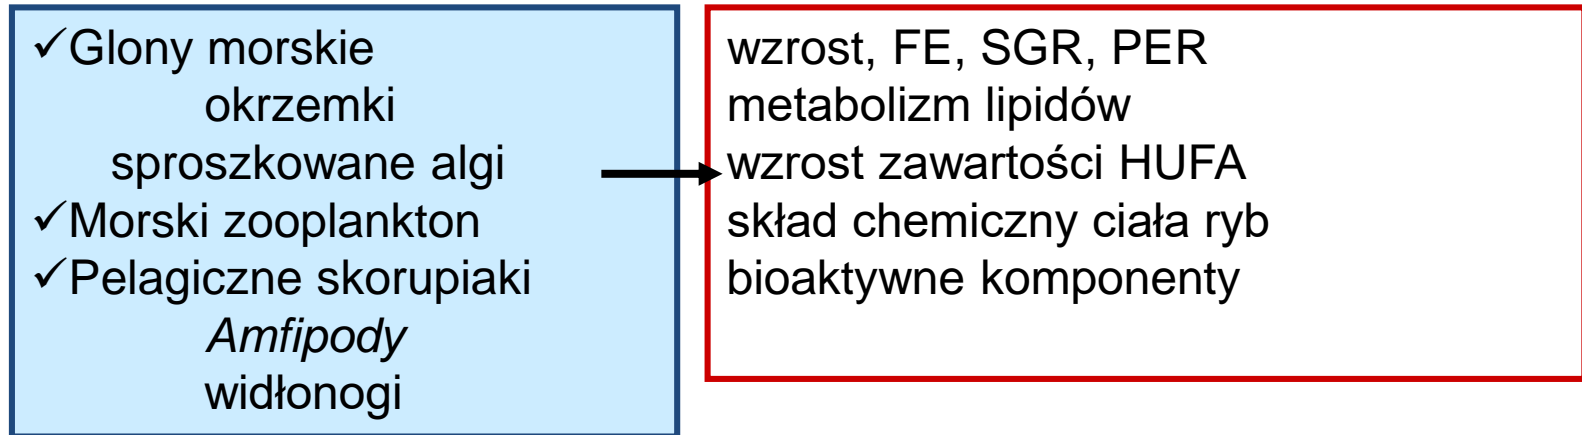 ✓Glony morskie
okrzemki
sproszkowane algi
✓Morski zooplankton
✓Pelagiczne skorupiaki
Amfipody
widłonogi
wzrost, FE, SGR, PER
metabolizm lipidów
wzrost zawartości HUFA
skład chemiczny ciała ryb
bioaktywne komponenty